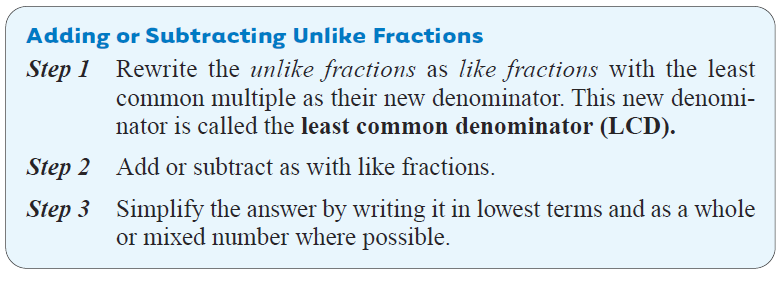 Adding or Subtracting Unlike Fractions
Step 1 Rewrite the unlike fractions as like fractions with the least
common multiple as their new denominator. This new denomi-
nator is called the least common denominator (LCD).
Step 2 Add or subtract as with like fractions.
Step 3 Simplify the answer by writing it in lowest terms and as a whole
or mixed number where possible.